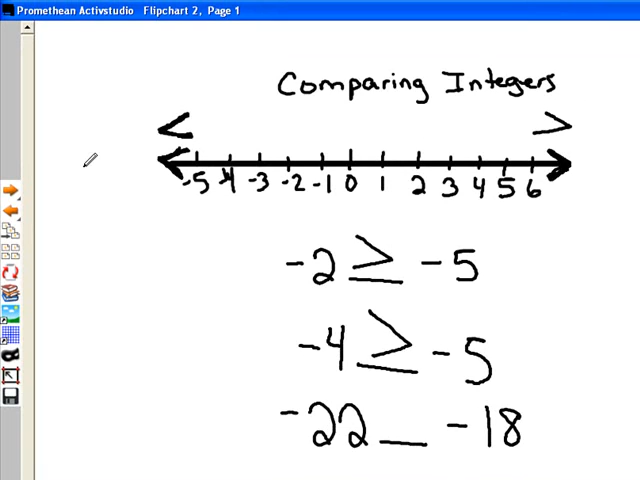 Promethean Activstudio Flipchart 2, Page 1
Comparing Integers
< >
-5 -4 -3 -2 -1 0 1 2 3 4 5 6
-2 > -5
-4 > -5
-22 __ -18